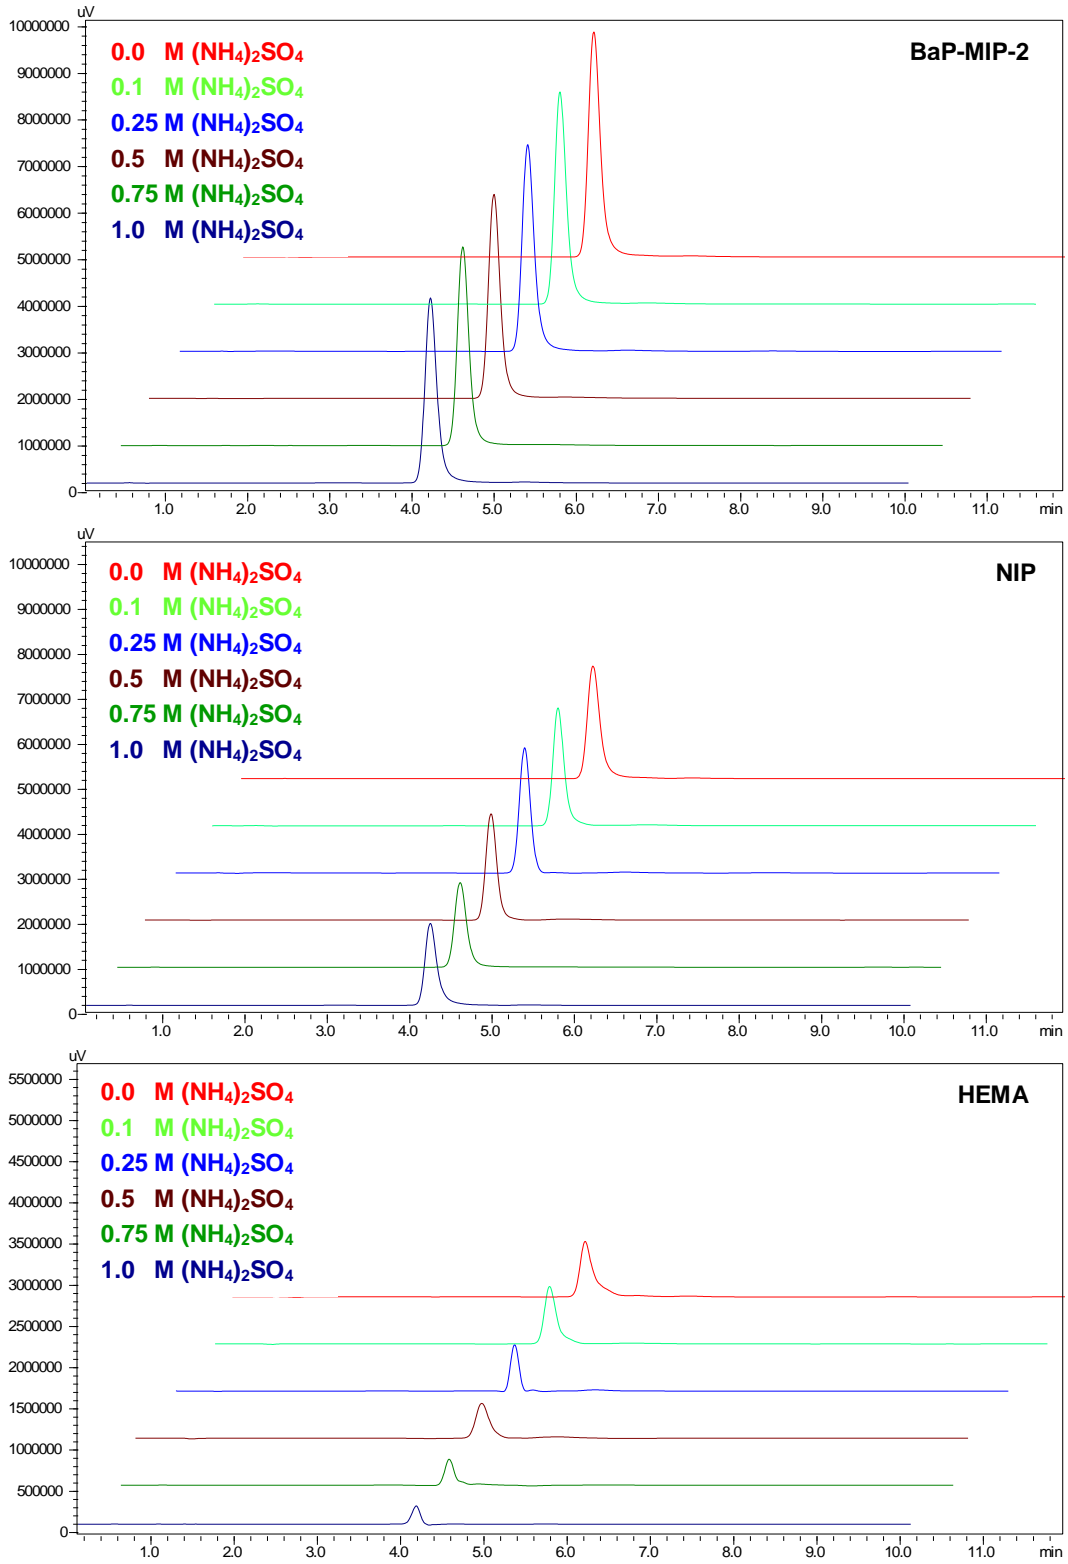 uV
10000000
0.0 M (NH₄)₂SO₄ BaP-MIP-2
9000000
0.1 M (NH₄)₂SO₄
8000000
0.25 M (NH₄)₂SO₄
7000000
0.5 M (NH₄)₂SO₄
0.75 M (NH₄)₂SO₄
6000000
1.0 M (NH₄)₂SO₄
5000000
4000000
3000000
2000000
1000000
0
1.0 2.0 3.0 4.0 5.0 6.0 7.0 8.0 9.0 10.0 11.0 min
uV
10000000
0.0 M (NH₄)₂SO₄ NIP
9000000
0.1 M (NH₄)₂SO₄
0.25 M (NH₄)₂SO₄
8000000
0.5 M (NH₄)₂SO₄
7000000
0.75 M (NH₄)₂SO₄
6000000
1.0 M (NH₄)₂SO₄
5000000
4000000
3000000
2000000
1000000
0
1.0 2.0 3.0 4.0 5.0 6.0 7.0 8.0 9.0 10.0 11.0 min
uV
5500000
0.0 M (NH₄)₂SO₄ HEMA
5000000
0.1 M (NH₄)₂SO₄
4500000
0.25 M (NH₄)₂SO₄
4000000
0.5 M (NH₄)₂SO₄
0.75 M (NH₄)₂SO₄
3500000
1.0 M (NH₄)₂SO₄
3000000
2500000
2000000
1500000
1000000
500000
0
1.0 2.0 3.0 4.0 5.0 6.0 7.0 8.0 9.0 10.0 11.0 min